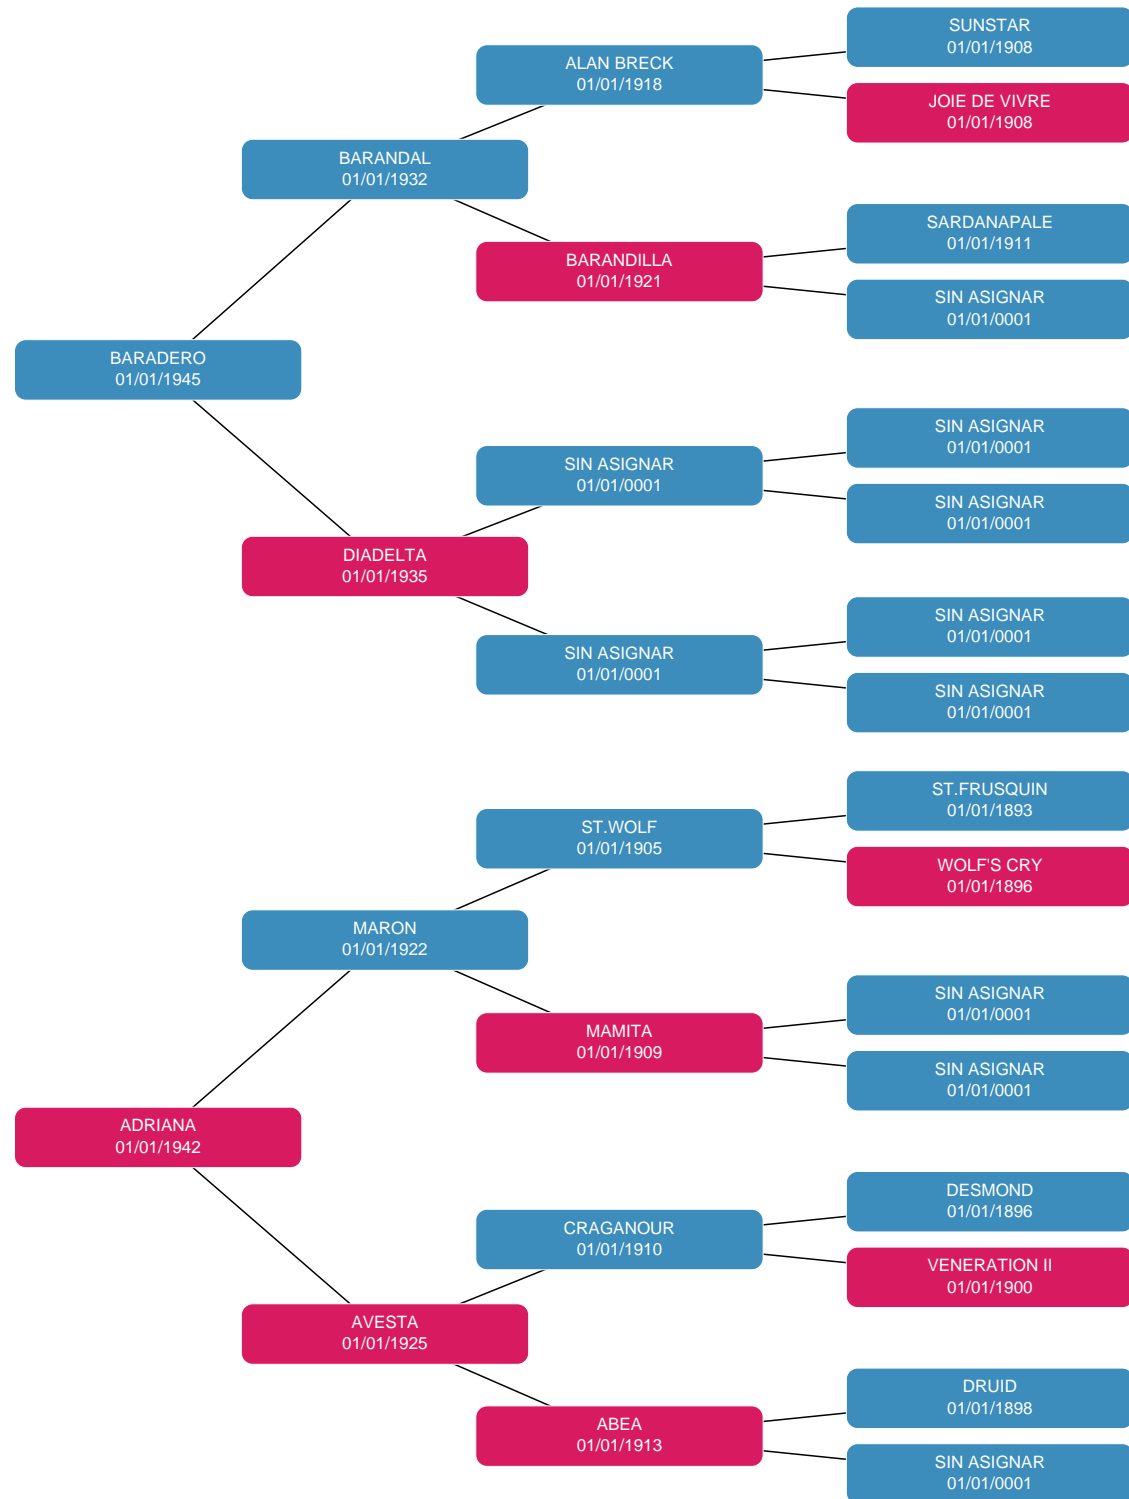 SUNSTAR
01/01/1908
ALAN BRECK
01/01/1918
JOIE DE VIVRE
01/01/1908
BARANDAL
01/01/1932
SARDANAPALE
01/01/1911
BARANDILLA
01/01/1921
SIN ASIGNAR
01/01/0001
BARADERO
01/01/1945
SIN ASIGNAR
01/01/0001
SIN ASIGNAR
01/01/0001
SIN ASIGNAR
01/01/0001
DIADELTA
01/01/1935
SIN ASIGNAR
01/01/0001
SIN ASIGNAR
01/01/0001
SIN ASIGNAR
01/01/0001
ST.FRUSQUIN
01/01/1893
ST.WOLF
01/01/1905
WOLF'S CRY
01/01/1896
MARON
01/01/1922
SIN ASIGNAR
01/01/0001
MAMITA
01/01/1909
SIN ASIGNAR
01/01/0001
ADRIANA
01/01/1942
DESMOND
01/01/1896
CRAGANOUR
01/01/1910
VENERATION II
01/01/1900
AVESTA
01/01/1925
DRUID
01/01/1898
ABEA
01/01/1913
SIN ASIGNAR
01/01/0001